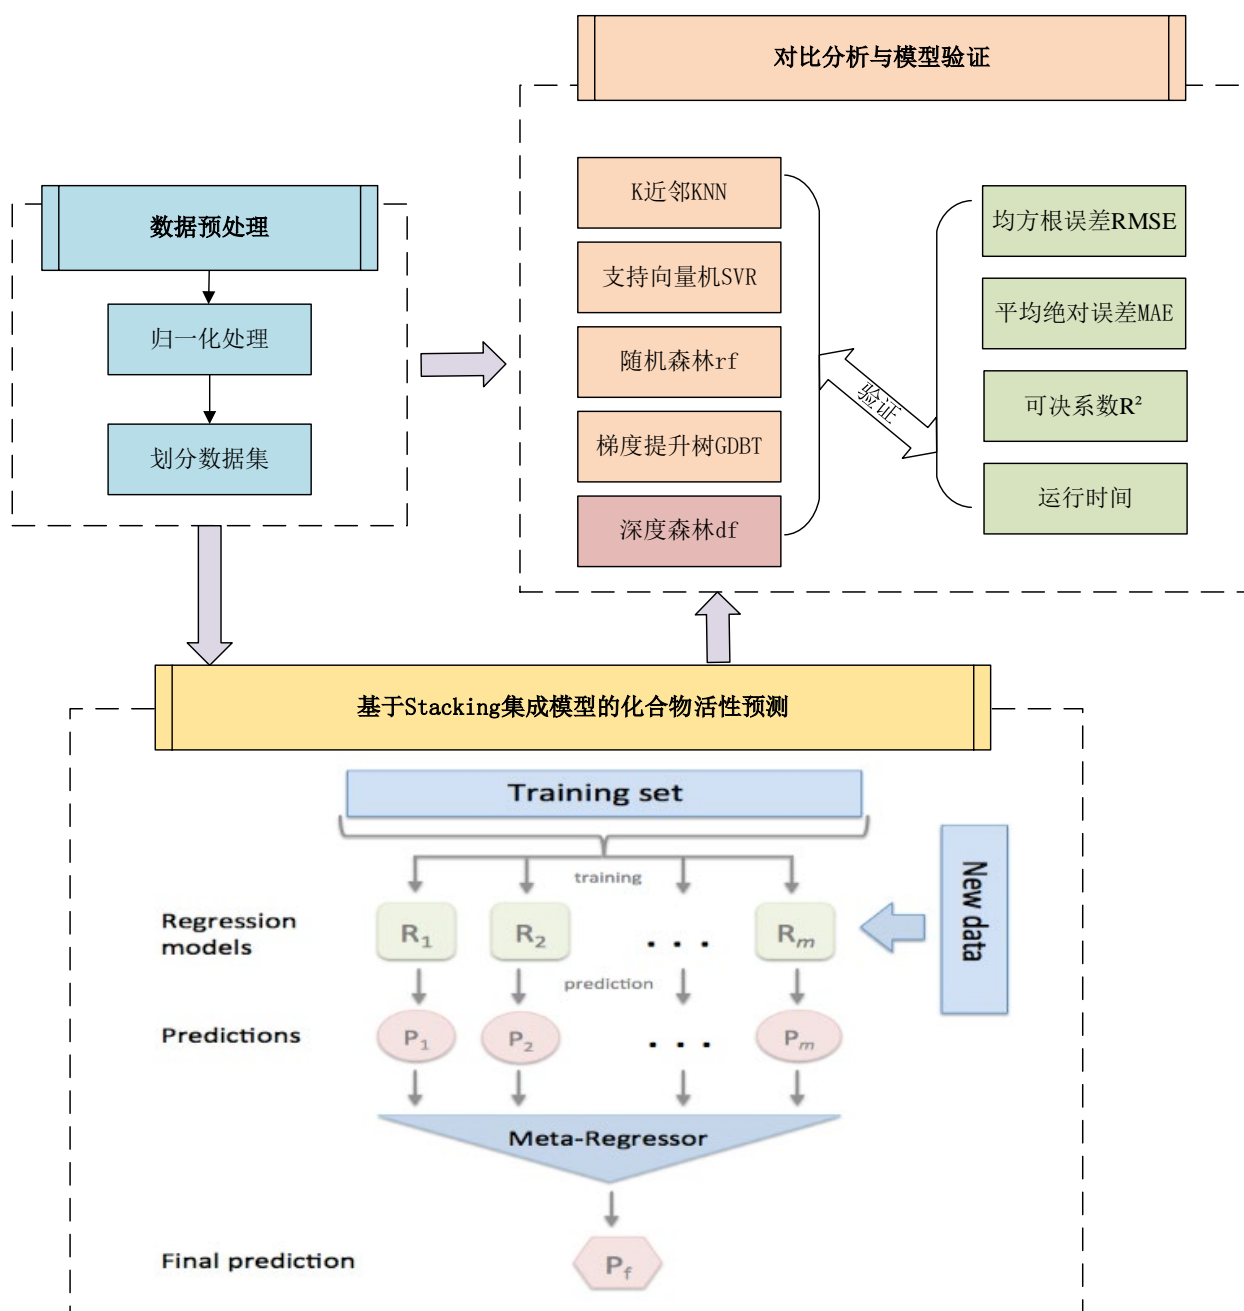 对比分析与模型验证
数据预处理
归一化处理
划分数据集
K近邻KNN
支持向量机SVR
随机森林rf
梯度提升树GDBT
深度森林df
验证
均方根误差RMSE
平均绝对误差MAE
可决系数R²
运行时间
基于Stacking集成模型的化合物活性预测
Training set
training
New data
Regression
models
R1
R2
. . .
Rm
prediction
Predictions
P1
P2
. . .
Pm
Meta-Regressor
Final prediction
Pf